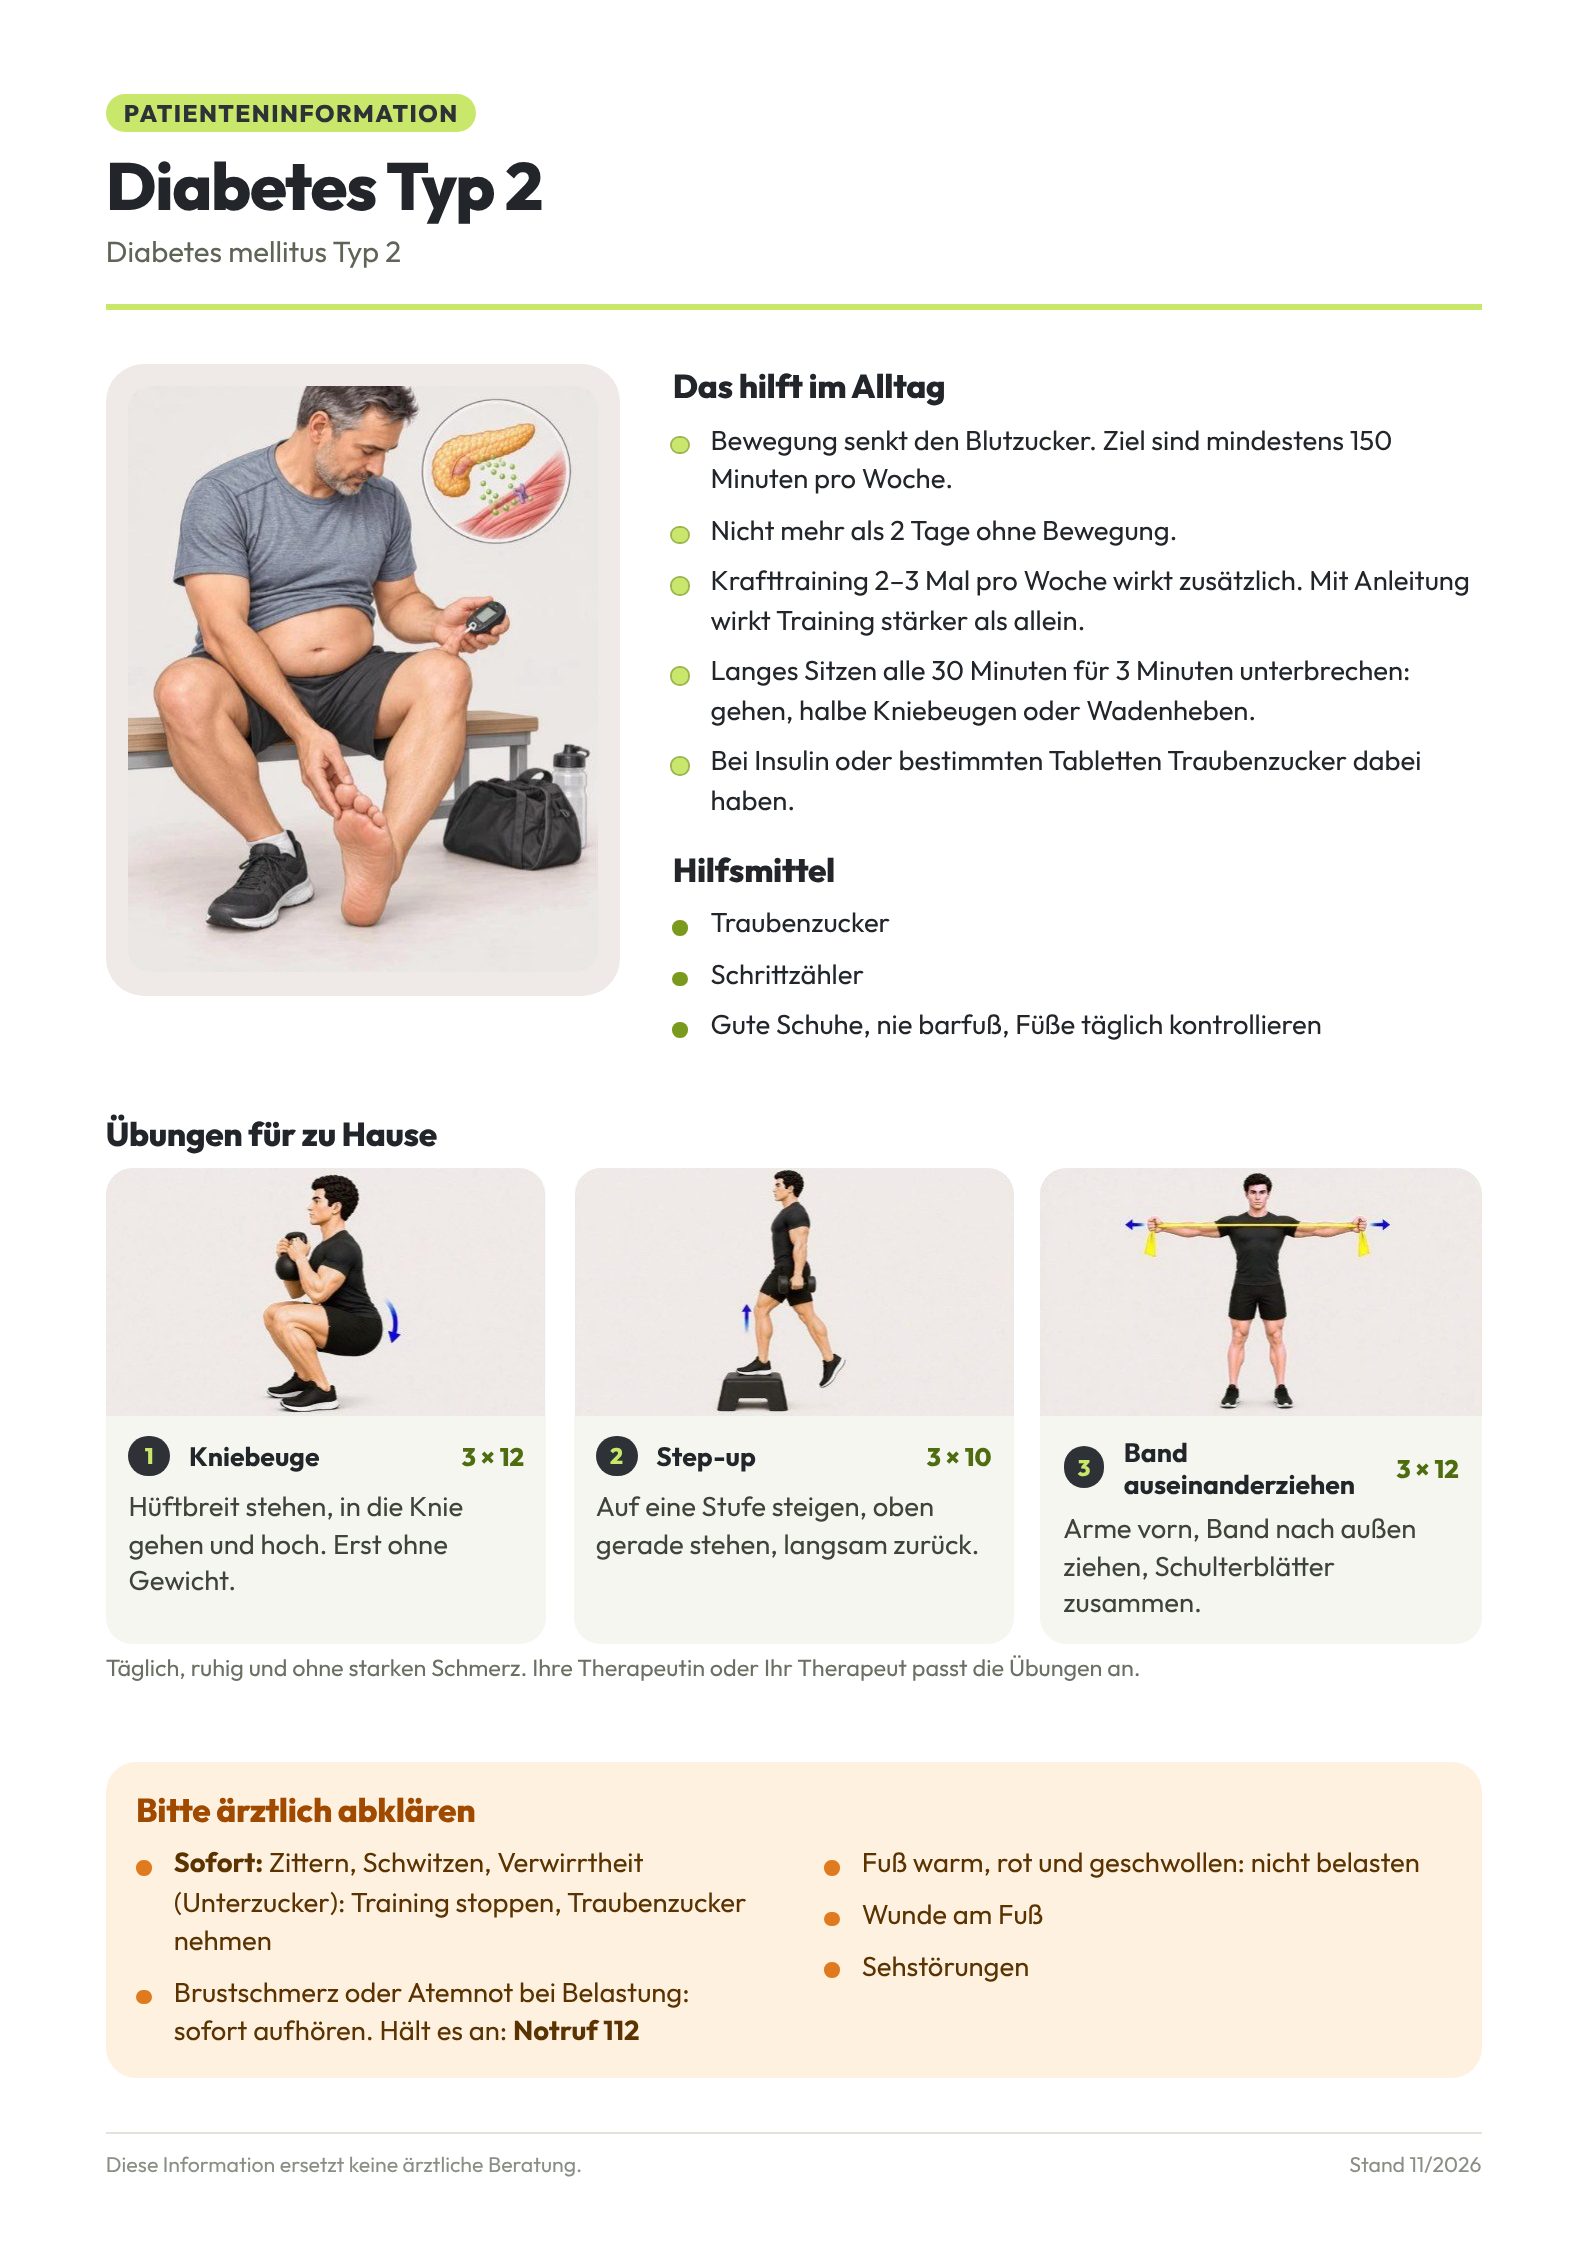 PATIENTENINFORMATION
Diabetes Typ 2
Diabetes mellitus Typ 2
Das hilft im Alltag
Bewegung senkt den Blutzucker. Ziel sind mindestens 150
Minuten pro Woche.
Nicht mehr als 2 Tage ohne Bewegung.
Krafttraining 2–3 Mal pro Woche wirkt zusätzlich. Mit Anleitung
wirkt Training stärker als allein.
Langes Sitzen alle 30 Minuten für 3 Minuten unterbrechen:
gehen, halbe Kniebeugen oder Wadenheben.
Bei Insulin oder bestimmten Tabletten Traubenzucker dabei
haben.
Hilfsmittel
Traubenzucker
Schrittzähler
Gute Schuhe, nie barfuß, Füße täglich kontrollieren
Übungen für zu Hause
1 Kniebeuge 3 × 12
Hüftbreit stehen, in die Knie
gehen und hoch. Erst ohne
Gewicht.
2 Step-up 3 × 10
Auf eine Stufe steigen, oben
gerade stehen, langsam zurück.
3 Band
auseinanderziehen 3 × 12
Arme vorn, Band nach außen
ziehen, Schulterblätter
zusammen.
Täglich, ruhig und ohne starken Schmerz. Ihre Therapeutin oder Ihr Therapeut passt die Übungen an.
Bitte ärztlich abklären
Sofort: Zittern, Schwitzen, Verwirrtheit
(Unterzucker): Training stoppen, Traubenzucker
nehmen
Brustschmerz oder Atemnot bei Belastung:
sofort aufhören. Hält es an: Notruf 112
Fuß warm, rot und geschwollen: nicht belasten
Wunde am Fuß
Sehstörungen
Diese Information ersetzt keine ärztliche Beratung.
Stand 11/2026